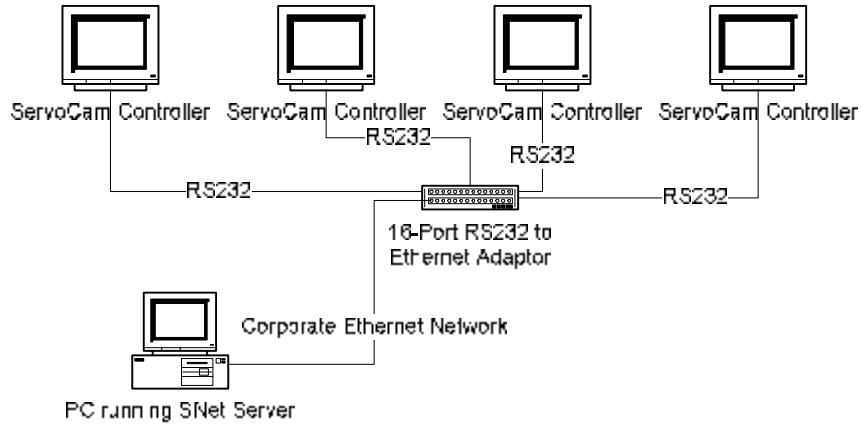 ServoCam Controller
ServoCam Controller
ServoCam Controller
ServoCam Controller
RS232
RS232
RS232
RS232
16-Port RS232 to
Ethernet Adaptor
Corporate Ethernet Network
PC running SNet Server